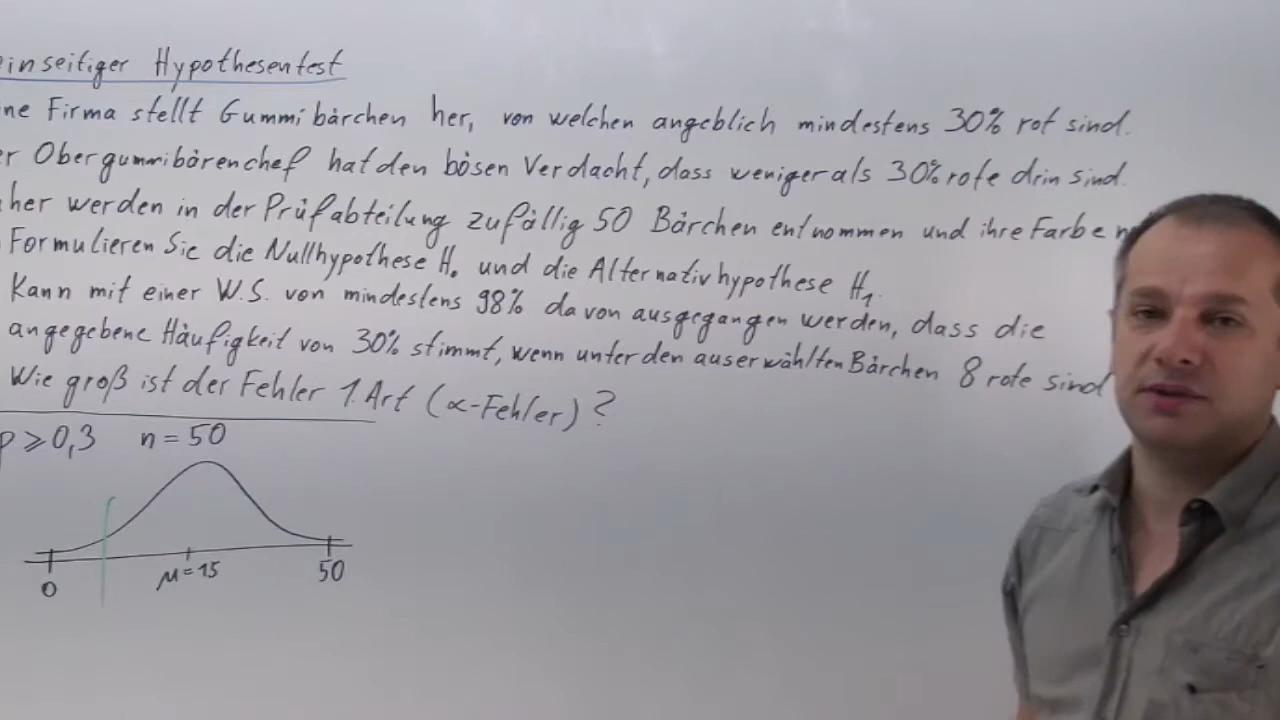 einseitiger Hypothesentest
ne Firma stellt Gummibärchen her, von welchen angeblich mindestens 30% rot sind.
r Obergummibärenchef hat den bösen Verdacht, dass weniger als 30% rote drin sind.
her werden in der Prüfabteilung zufällig 50 Bärchen entnommen und ihre Farbe n
Formulieren Sie die Nullhypothese H₀ und die Alternativhypothese H₁.
Kann mit einer W.S. von mindestens 98% davon ausgegangen werden, dass die
angegebene Häufigkeit von 30% stimmt, wenn unter den auserwählten Bärchen 8 rote sind
Wie groß ist der Fehler 1. Art (α-Fehler)?
p ≥ 0,3 n = 50
0 μ = 15 50